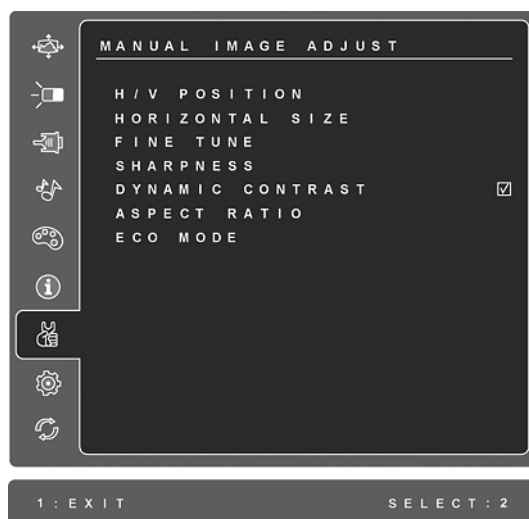 MANUAL IMAGE ADJUST
H/V POSITION
HORIZONTAL SIZE
FINE TUNE
SHARPNESS
DYNAMIC CONTRAST
ASPECT RATIO
ECO MODE
1:EXIT SELECT:2